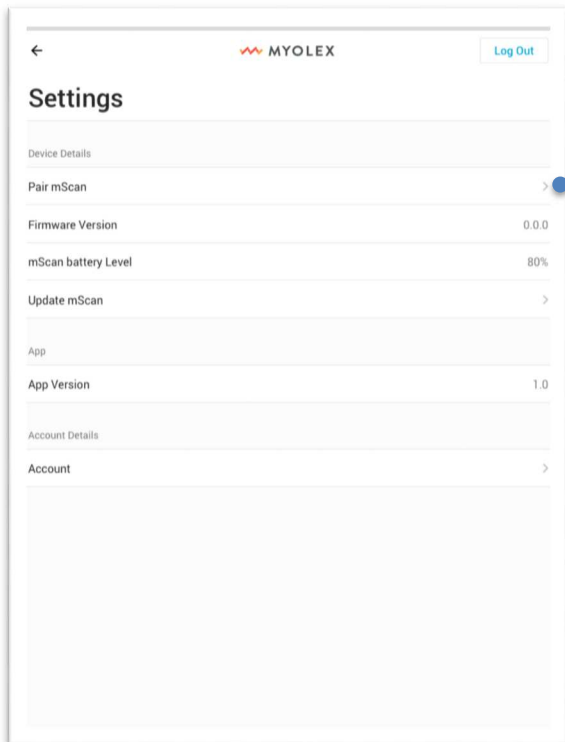 MYOLEX
Log Out
Settings
Device Details
Pair mScan
Firmware Version 0.0.0
mScan battery Level 80%
Update mScan
App
App Version 1.0
Account Details
Account